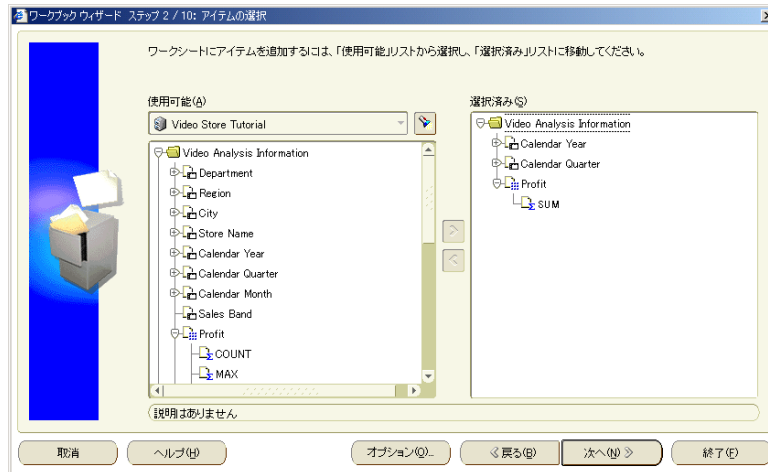 ワークブック ウィザード ステップ 2 / 10: アイテムの選択
ワークシートにアイテムを追加するには、「使用可能」リストから選択し、「選択済み」リストに移動してください。
使用可能(A)
Video Store Tutorial
Video Analysis Information
Department
Region
City
Store Name
Calendar Year
Calendar Quarter
Calendar Month
Sales Band
Profit
COUNT
MAX
選択済み(S)
Video Analysis Information
Calendar Year
Calendar Quarter
Profit
SUM
説明はありません
取消
ヘルプ(H)
オプション(O)...
戻る(B)
次へ(N)
終了(F)